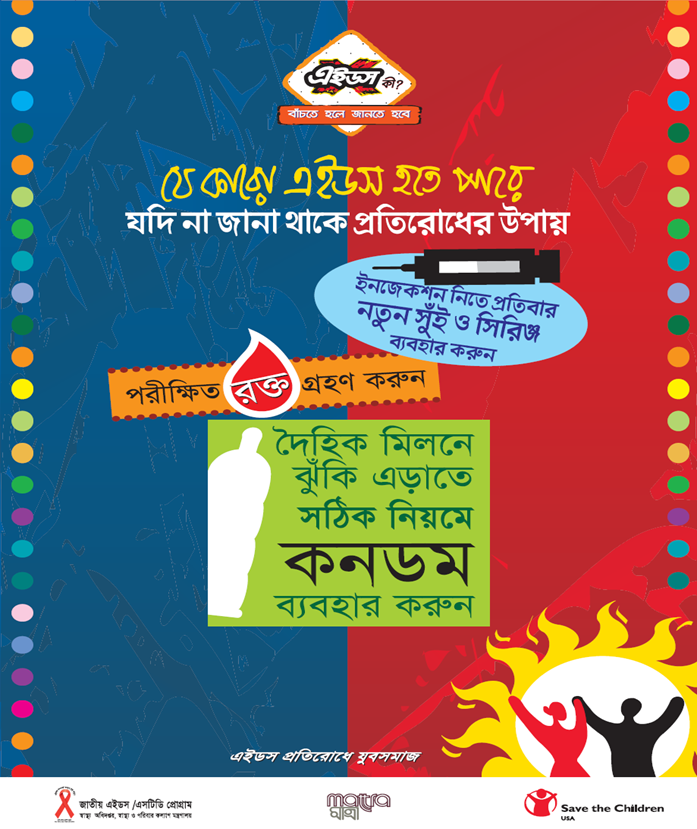 এইডস কী?
বাঁচতে হলে জানতে হবে
যে কারো এইডস হতে পারে
যদি না জানা থাকে প্রতিরোধের উপায়
ইনজেকশন নিতে প্রতিবার
নতুন সুঁই ও সিরিঞ্জ
ব্যবহার করুন
পরীক্ষিত রক্ত গ্রহণ করুন
দৈহিক মিলনে
ঝুঁকি এড়াতে
সঠিক নিয়মে
কনডম
ব্যবহার করুন
এইডস প্রতিরোধে যুবসমাজ
জাতীয় এইডস /এসটিডি প্রোগ্রাম
স্বাস্থ্য অধিদপ্তর, স্বাস্থ্য ও পরিবার কল্যাণ মন্ত্রণালয়
matra
মাত্রা
Save the Children
USA